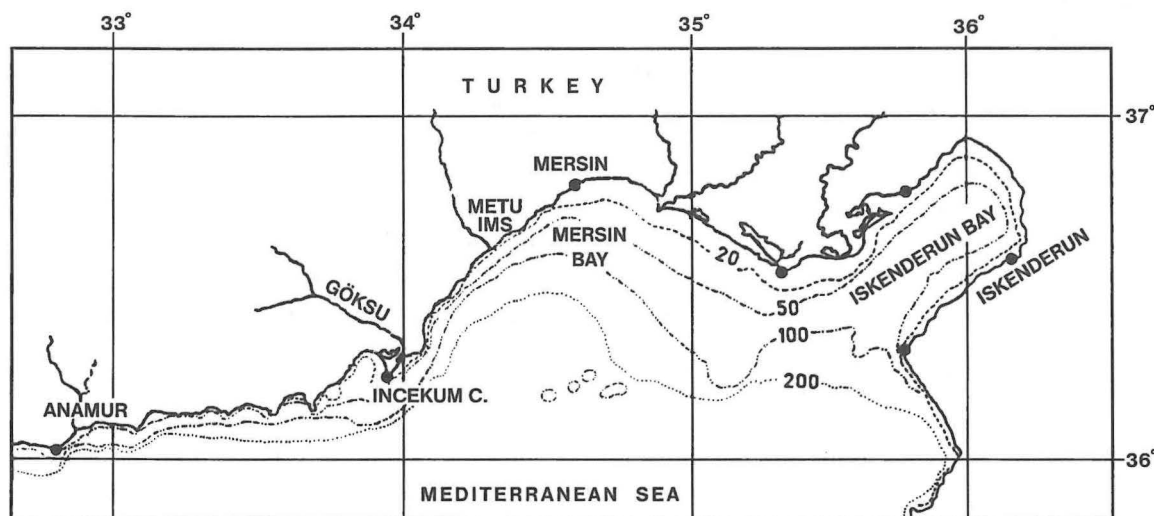 33°
34°
35°
36°
TURKEY
37°
MERSIN
METU
IMS
MERSIN
BAY
20
ISKENDERUN BAY
ISKENDERUN
GÖKSU
50
100
200
INCEKUM C.
ANAMUR
36°
MEDITERRANEAN SEA